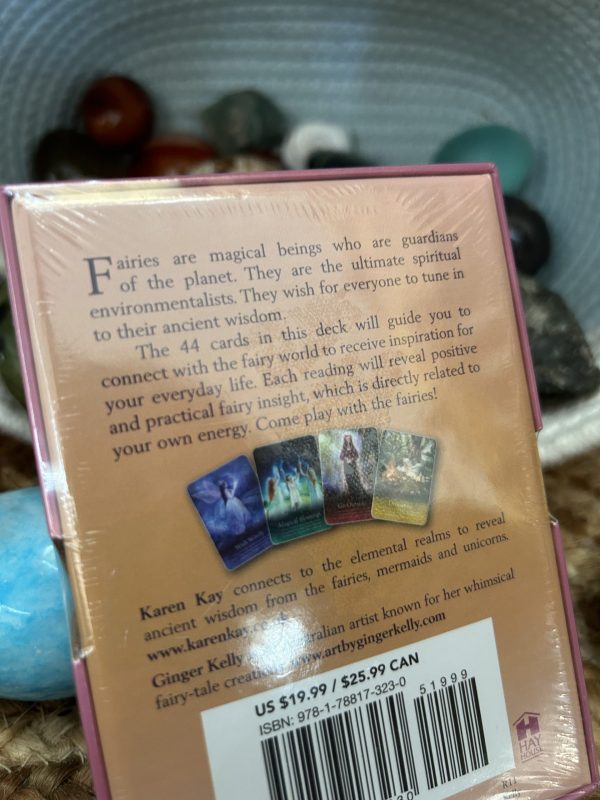 Fairies are magical beings who are guardians
of the planet. They are the ultimate spiritual
environmentalists. They wish for everyone to tune in
to their ancient wisdom.
The 44 cards in this deck will guide you to
connect with the fairy world to receive inspiration for
your everyday life. Each reading will reveal positive
and practical fairy insight, which is directly related to
your own energy. Come play with the fairies!
Magical Blessings
Karen Kay connects to the elemental realms to reveal
ancient wisdom from the fairies, mermaids and unicorns.
www.karenkay.co
Ginger Kelly Australian artist known for her whimsical
fairy-tale creations www.artbygingerkelly.com
US $19.99 / $25.99 CAN
ISBN: 978-1-78817-323-0
51999
HAY
HOUSE